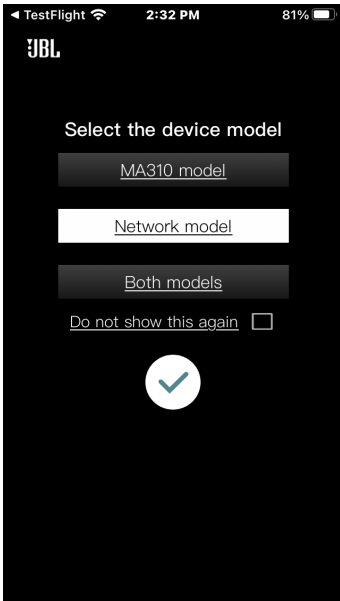 ◀ TestFlight 2:32 PM 81%
JBL
Select the device model
MA310 model
Network model
Both models
Do not show this again